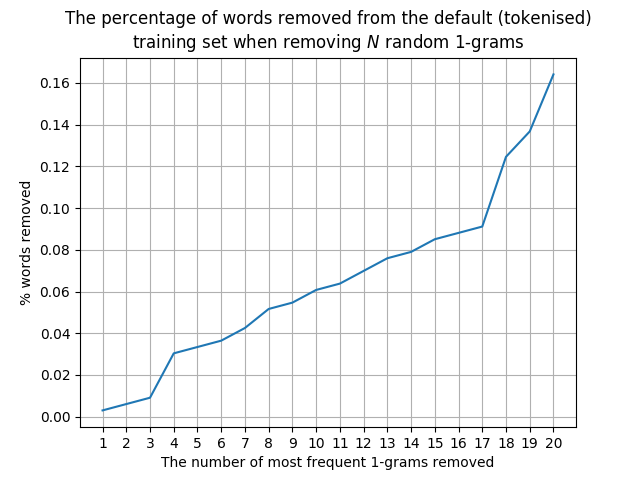 The percentage of words removed from the default (tokenised)
training set when removing N random 1-grams
% words removed
0.16
0.14
0.12
0.10
0.08
0.06
0.04
0.02
0.00
1 2 3 4 5 6 7 8 9 10 11 12 13 14 15 16 17 18 19 20
The number of most frequent 1-grams removed